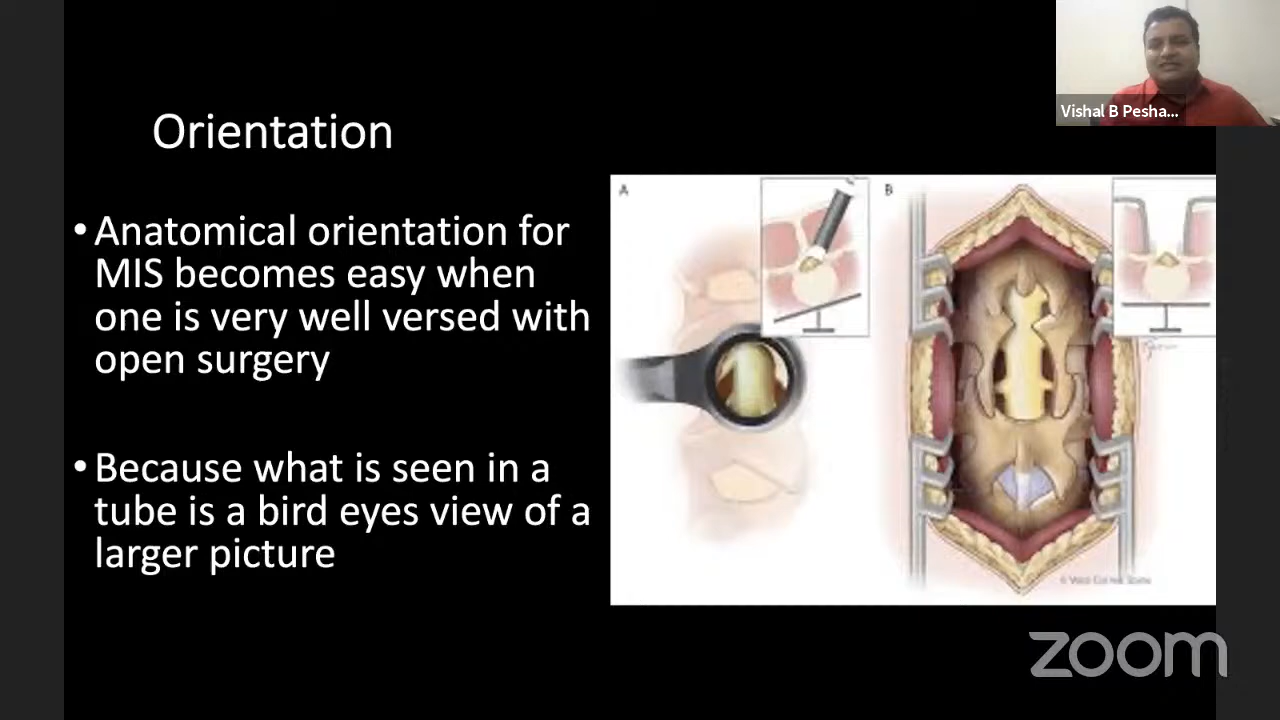 Vishal B Pesha...
Orientation
• Anatomical orientation for
MIS becomes easy when
one is very well versed with
open surgery
• Because what is seen in a
tube is a bird eyes view of a
larger picture
A
B
zoom